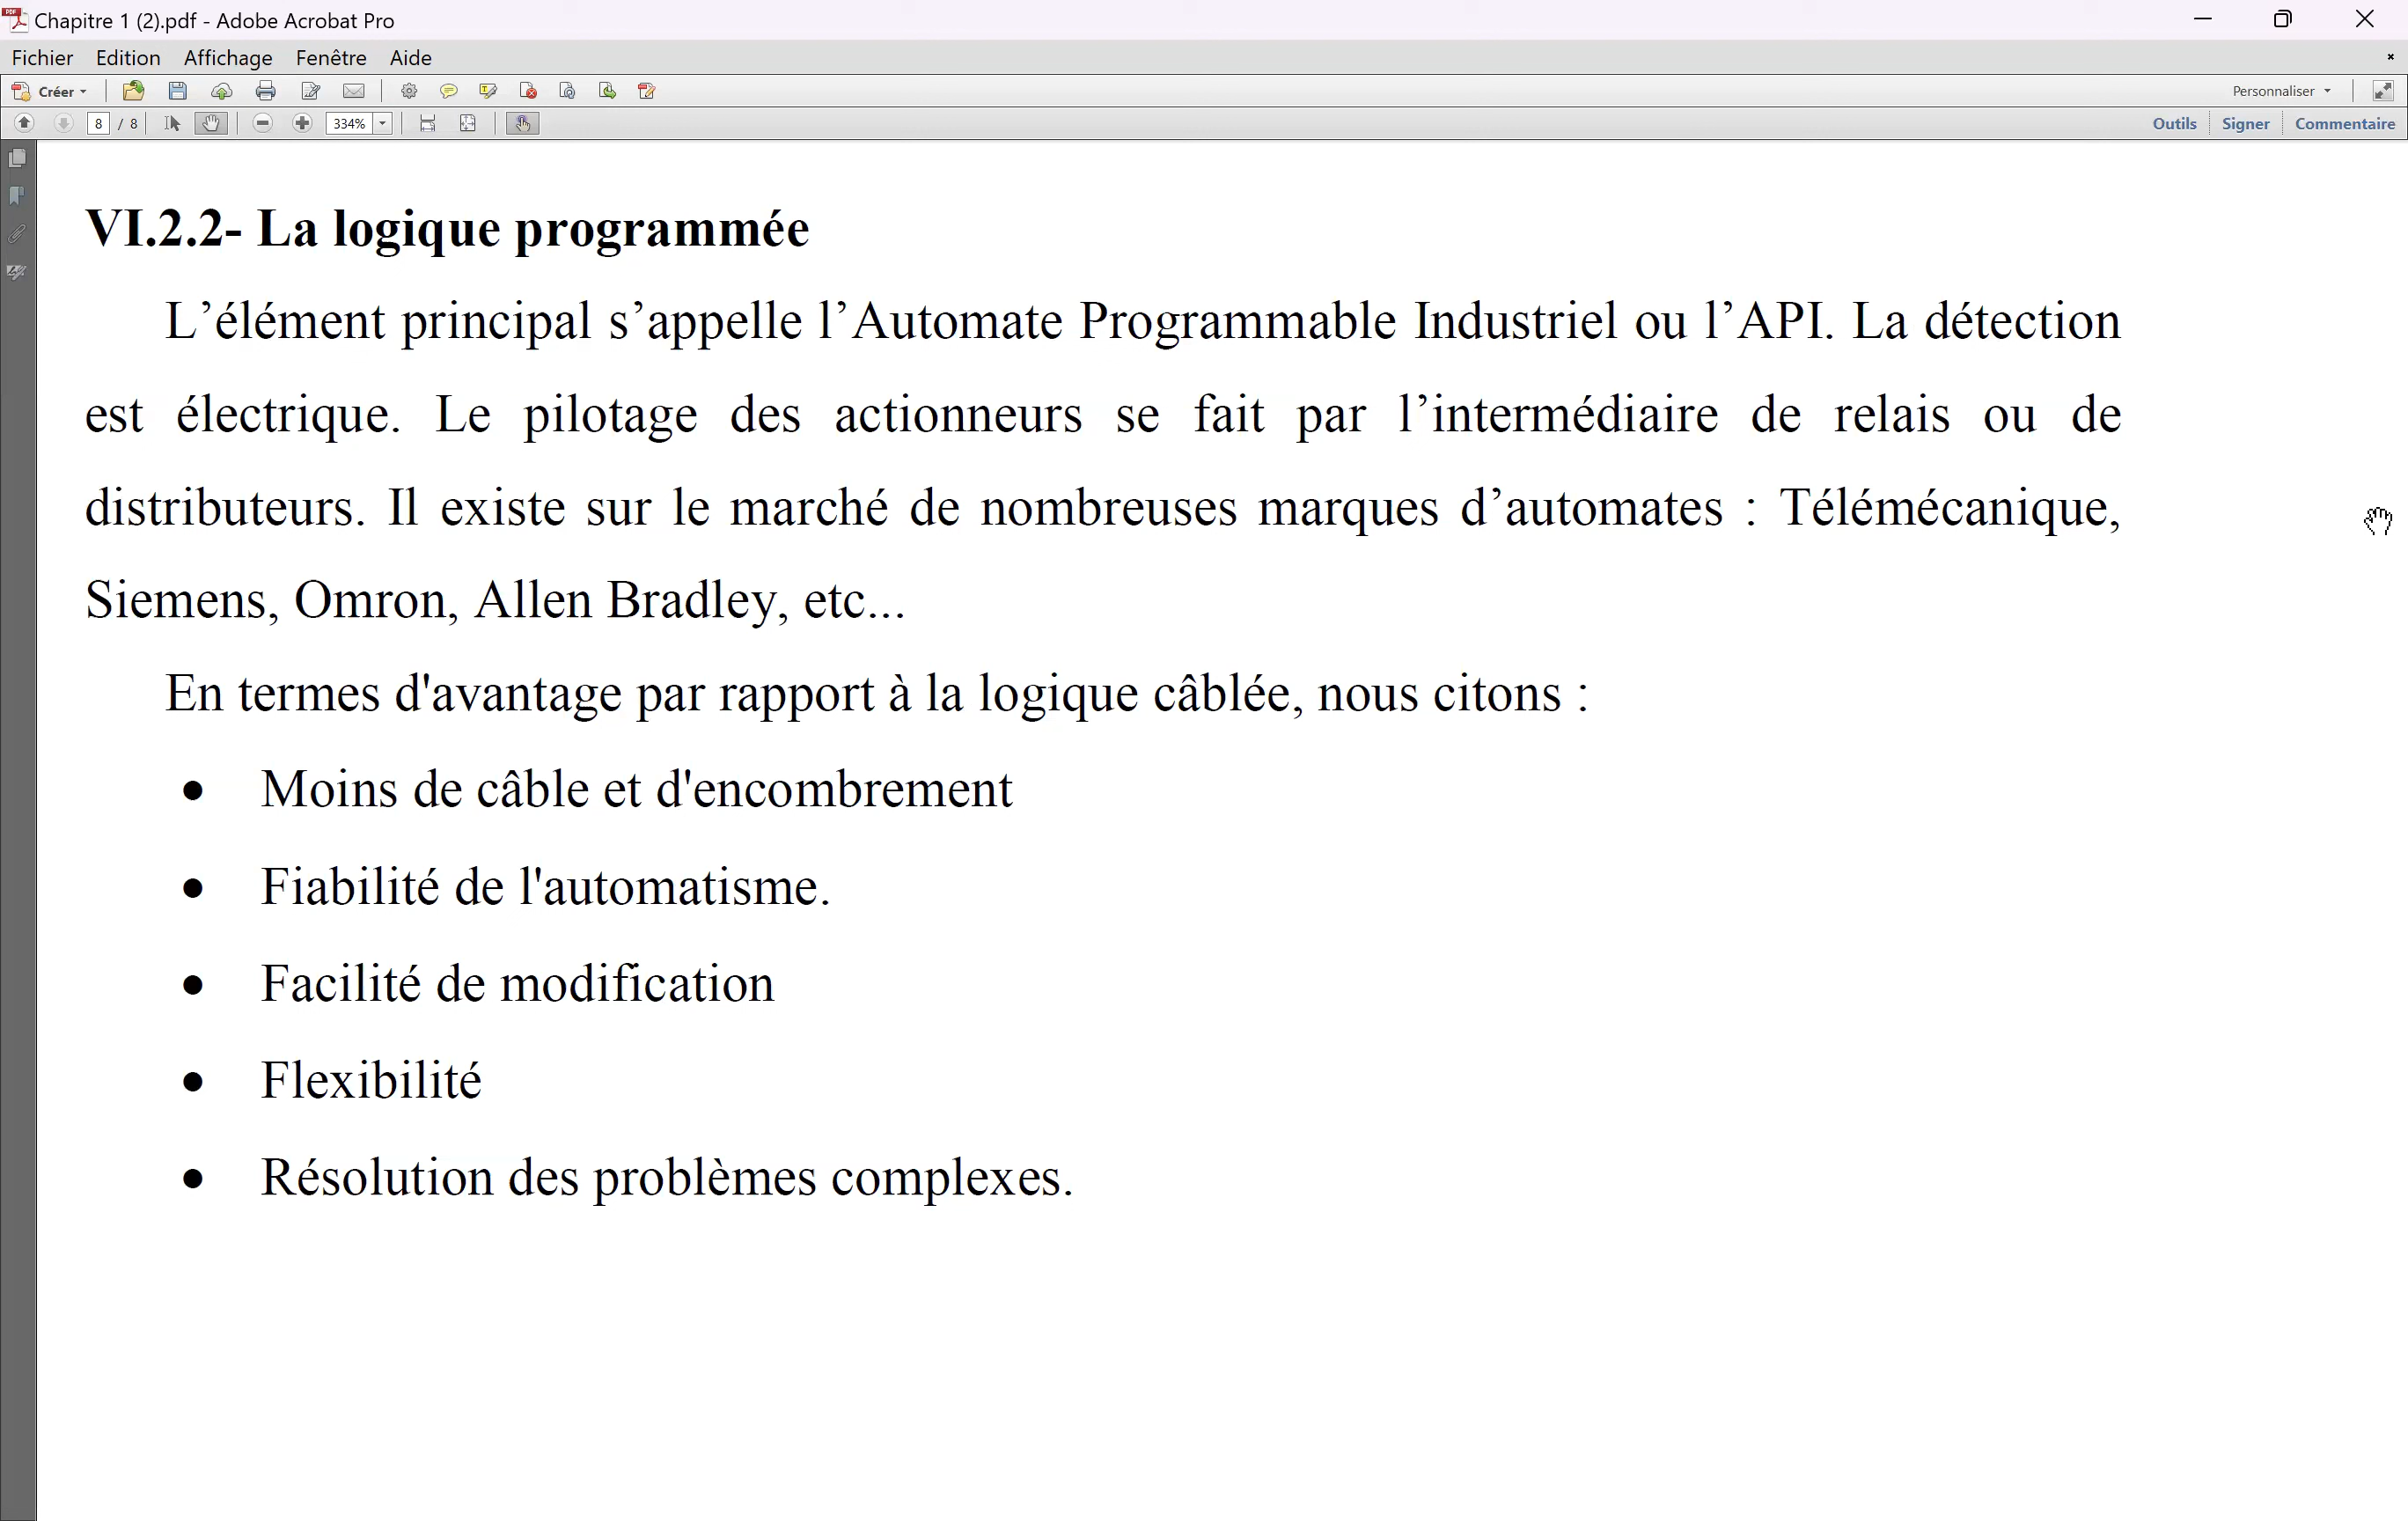 Chapitre 1 (2).pdf - Adobe Acrobat Pro
Fichier Edition Affichage Fenêtre Aide
Créer Personnaliser
8 / 8 334% Outils Signer Commentaire
VI.2.2- La logique programmée
L’élément principal s’appelle l’Automate Programmable Industriel ou l’API. La détection
est électrique. Le pilotage des actionneurs se fait par l’intermédiaire de relais ou de
distributeurs. Il existe sur le marché de nombreuses marques d’automates : Télémécanique,
Siemens, Omron, Allen Bradley, etc...
En termes d'avantage par rapport à la logique câblée, nous citons :
● Moins de câble et d'encombrement
● Fiabilité de l'automatisme.
● Facilité de modification
● Flexibilité
● Résolution des problèmes complexes.